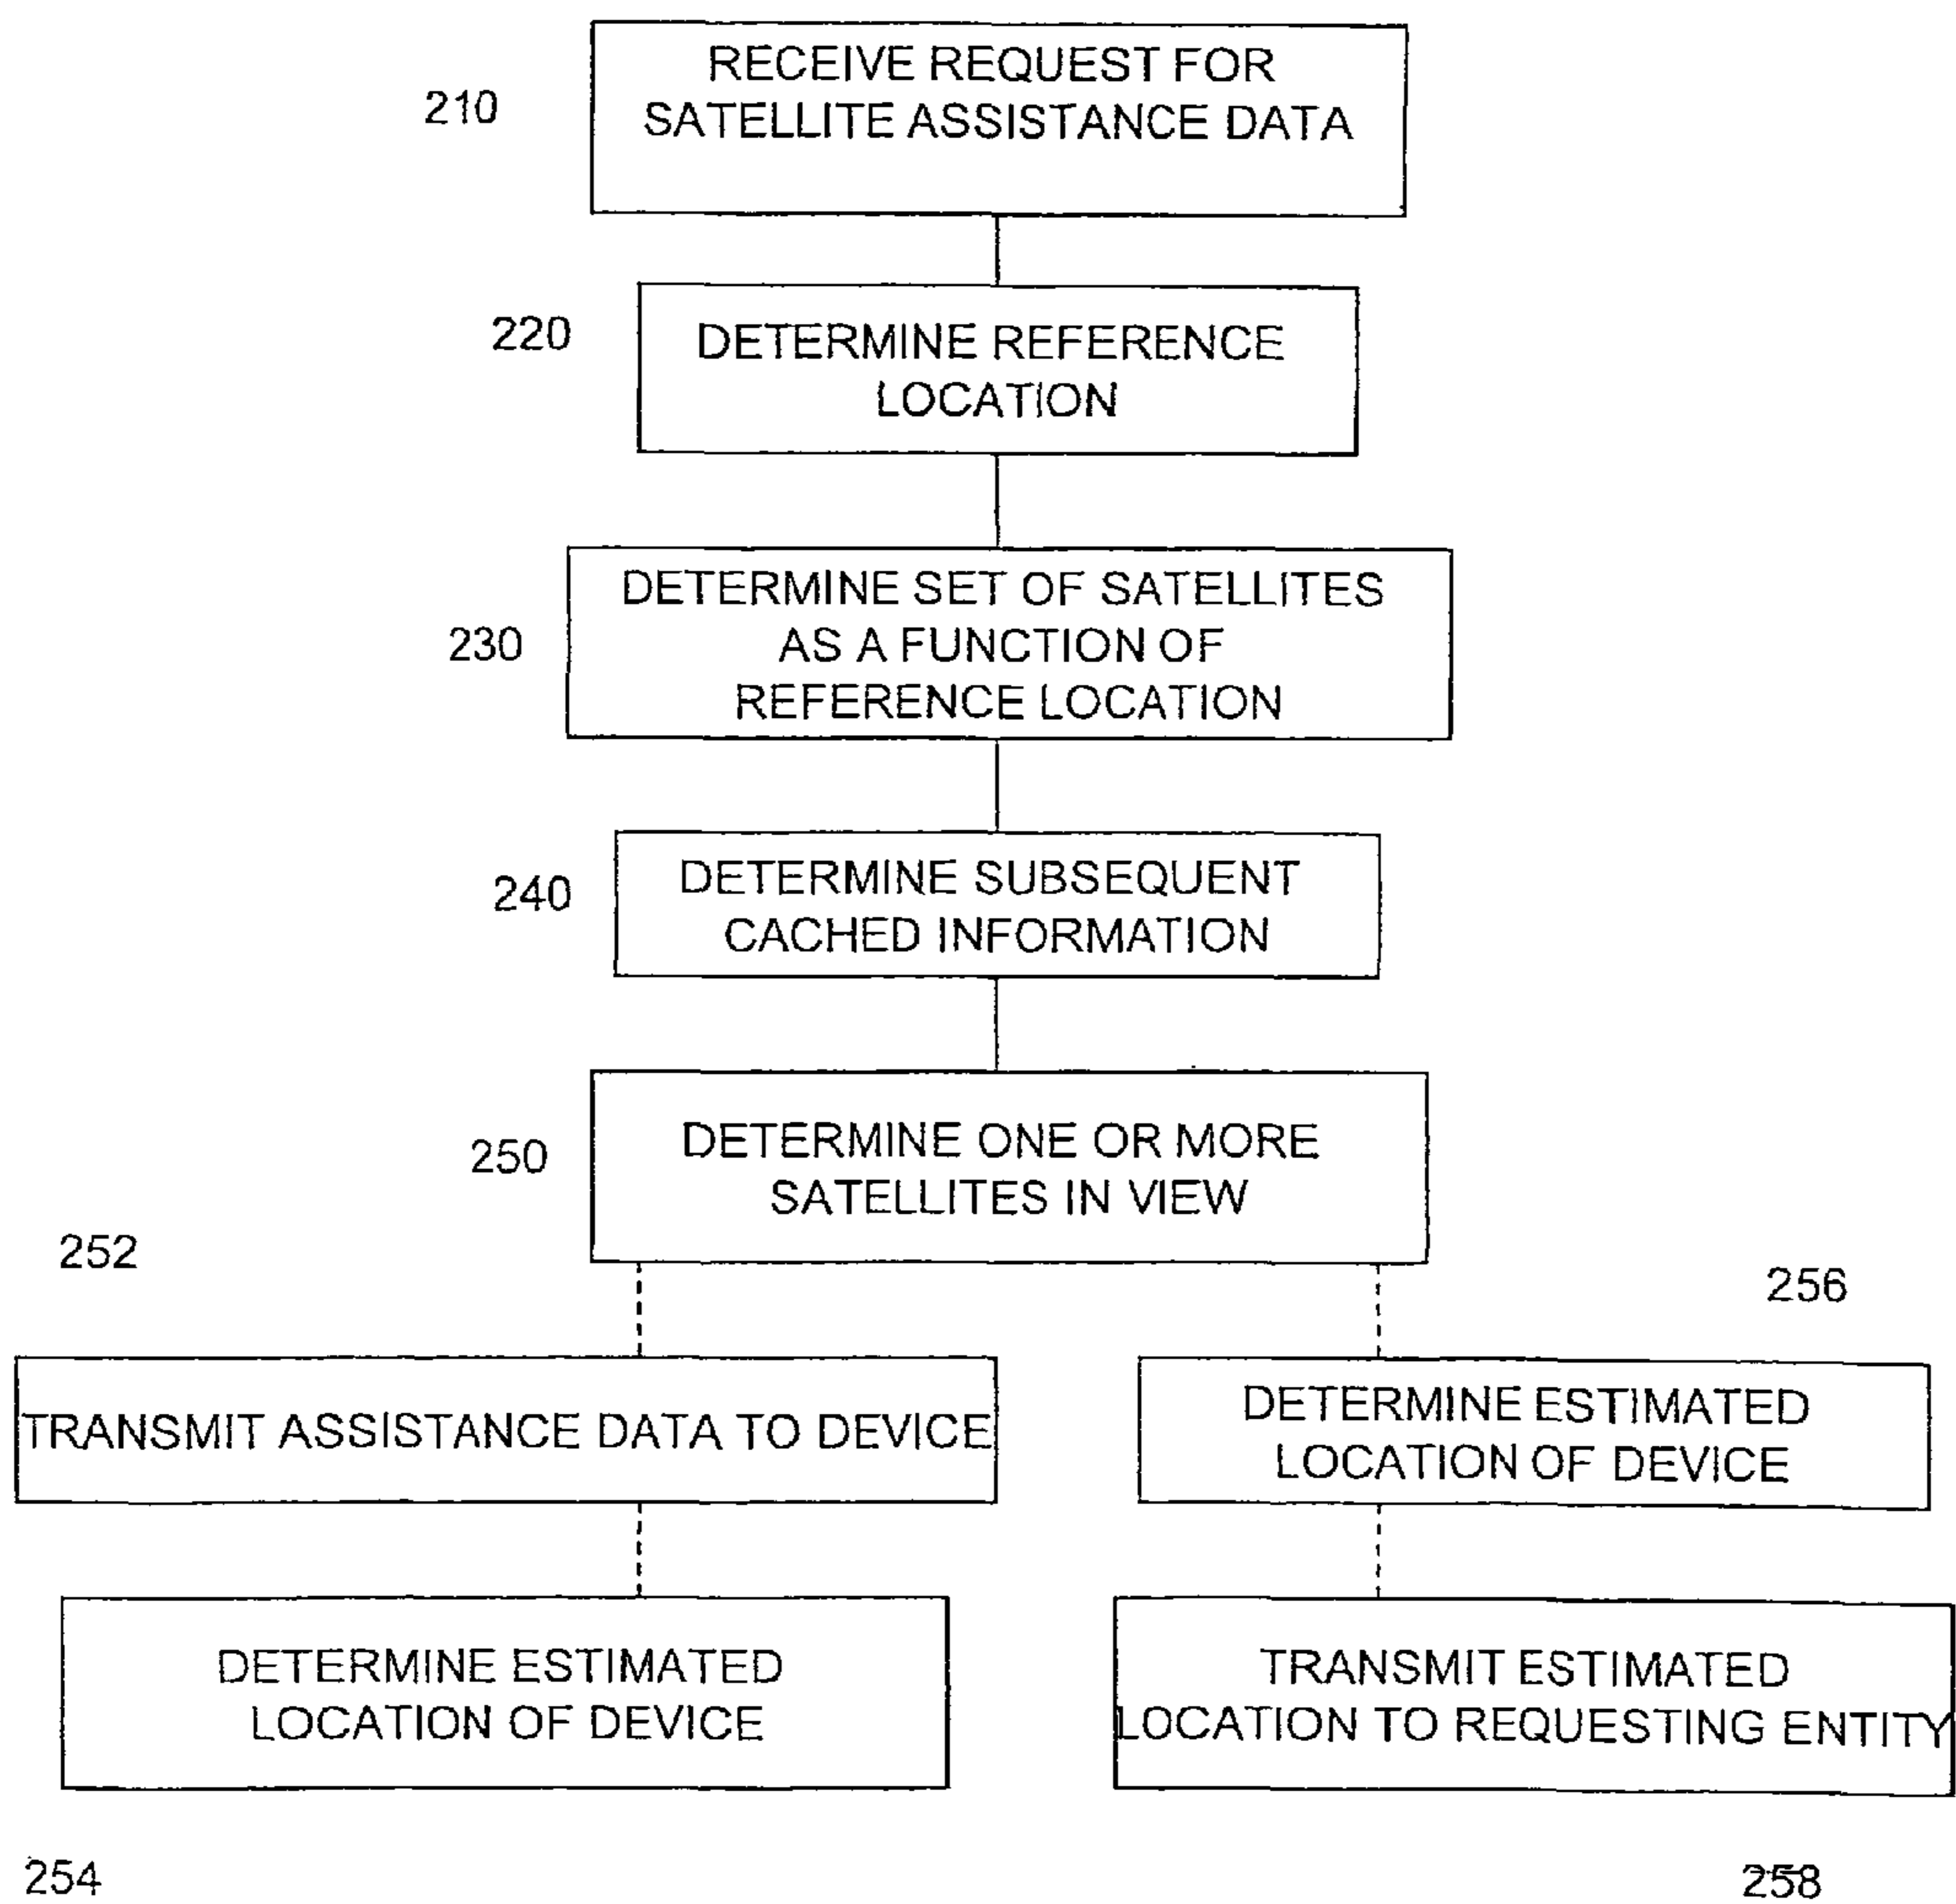 RECEIVE REQUEST FOR
SATELLITE ASSISTANCE DATA
210
DETERMINE REFERENCE
LOCATION
220
DETERMINE SET OF SATELLITES
AS A FUNCTION OF
REFERENCE LOCATION
230
DETERMINE SUBSEQUENT
CACHED INFORMATION
240
DETERMINE ONE OR MORE
SATELLITES IN VIEW
250
252
256
TRANSMIT ASSISTANCE DATA TO DEVICE
DETERMINE ESTIMATED
LOCATION OF DEVICE
DETERMINE ESTIMATED
LOCATION OF DEVICE
TRANSMIT ESTIMATED
LOCATION TO REQUESTING ENTITY
254
258